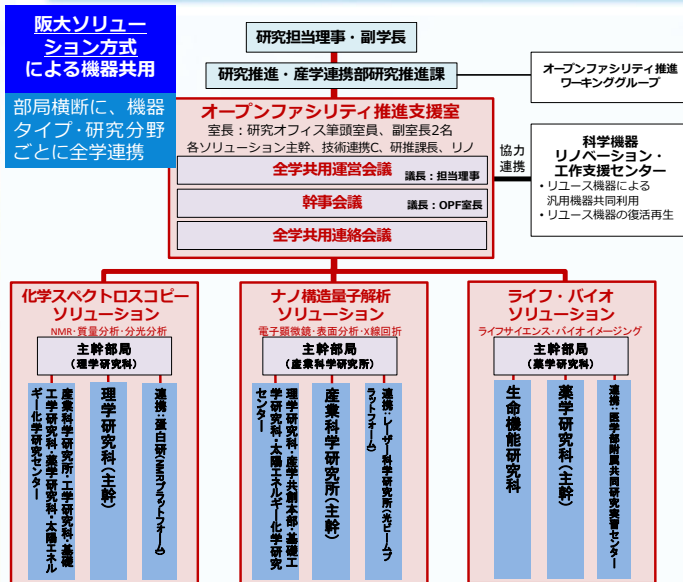 阪大ソリュー
ション方式
による機器共用
部局横断に、機器
タイプ・研究分野
ごとに全学連携
研究担当理事・副学長
研究推進・産学連携部研究推進課
オープンファシリティ推進
ワーキンググループ
オープンファシリティ推進支援室
室長：研究オフィス筆頭室員、副室長2名
各ソリューション主幹、技術連携C、研推課長、リノ
全学共用運営会議 議長：担当理事
幹事会議 議長：OPF室長
全学共用連絡会議
協力
連携
科学機器
リノベーション・
工作支援センター
・リユース機器による
汎用機器共同利用
・リユース機器の復活再生
化学スペクトロスコピー
ソリューション
NMR・質量分析・分光分析
主幹部局
（理学研究科）
産業科学研究所・工学研究科・基礎
工学研究科・薬学研究科・太陽エネル
ギー化学研究センター
理学研究科（主幹）
連携：蛋白研（NMRプラットフォーム）
ナノ構造量子解析
ソリューション
電子顕微鏡・表面分析・X線回折
主幹部局
（産業科学研究所）
理学研究科・産学共創本部・基礎工
学研究科・太陽エネルギー化学研究
センター
産業科学研究所（主幹）
連携：レーザー科学研究所（光ビームプ
ラットフォーム）
ライフ・バイオ
ソリューション
ライフサイエンス・バイオイメージング
主幹部局
（薬学研究科）
生命機能研究科
薬学研究科（主幹）
連携：医学部附属共同研究実習センター